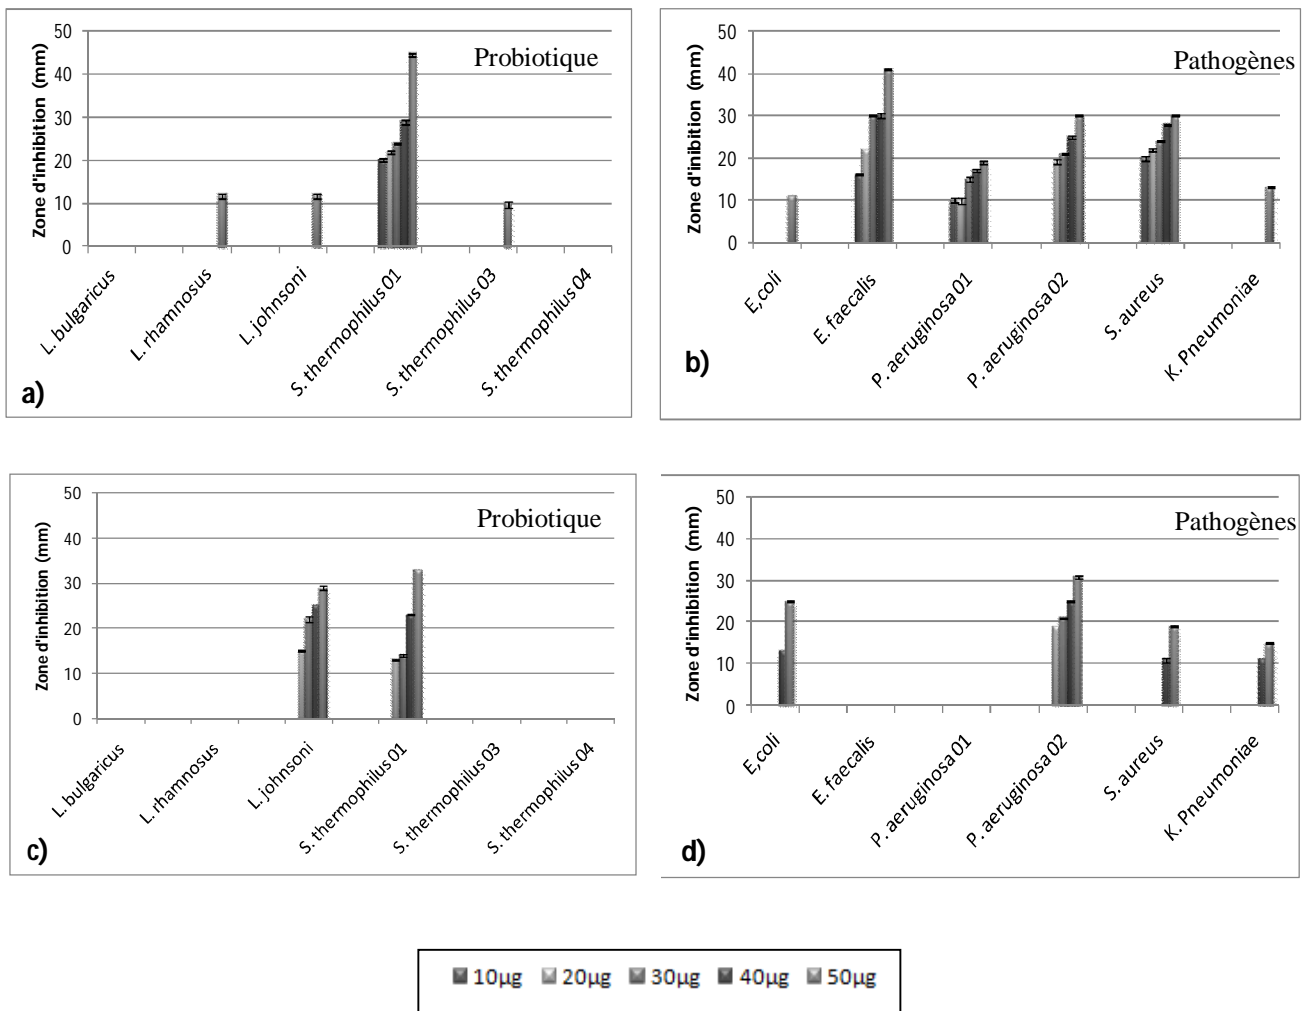 50
40
30
20
10
0
Zone d'inhibition (mm)
Probiotique
L. bulgaricus
L. rhamnosus
L. johnsoni
S. thermophilus 01
S. thermophilus 03
S. thermophilus 04
a)
50
40
30
20
10
0
Zone d'inibition (mm)
Pathogènes
E,coli
E. faecalis
P. aeruginosa 01
P. aeruginosa 02
S. aureus
K. Pneumoniae
b)
50
40
30
20
10
0
Zone d'inhibition (mm)
Probiotique
L. bulgaricus
L. rhamnosus
L. johnsoni
S. thermophilus 01
S. thermophilus 03
S. thermophilus 04
c)
50
40
30
20
10
0
Zone d'inhibition (mm)
Pathogènes
E,coli
E. faecalis
P. aeruginosa 01
P. aeruginosa 02
S. aureus
K. Pneumoniae
d)
10µg 20µg 30µg 40µg 50µg